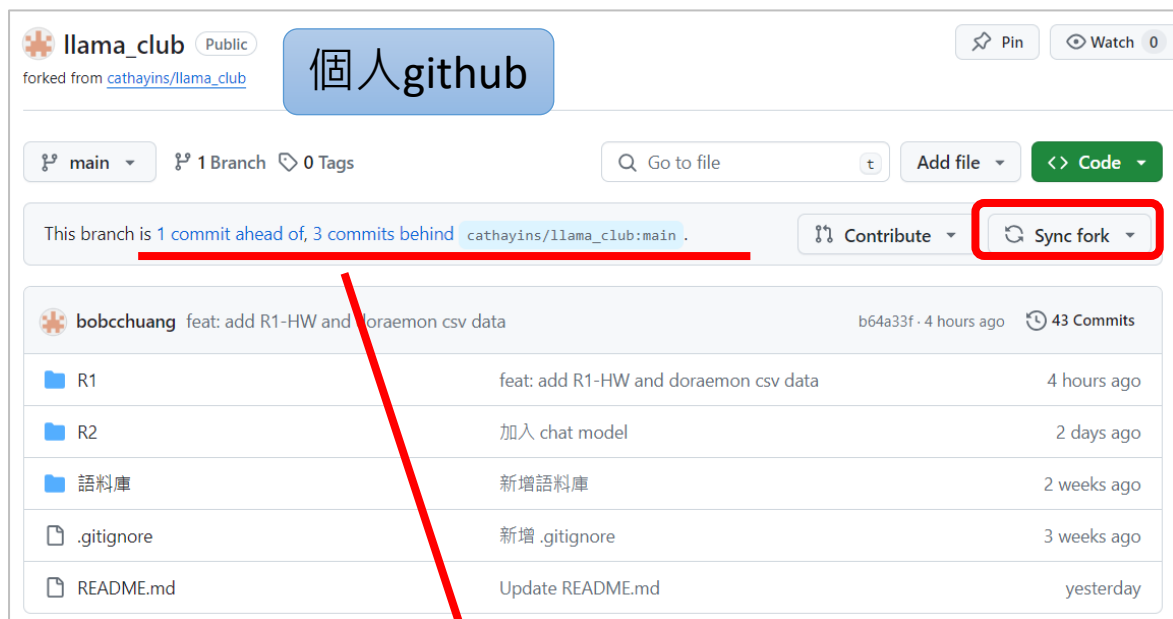 llama_club Public
個人github
Pin
Watch 0
forked from cathayins/llama_club
main 1 Branch 0 Tags
Go to file t
Add file
<> Code
This branch is 1 commit ahead of, 3 commits behind cathayins/llama_club:main .
Contribute
Sync fork
bobcchuang feat: add R1-HW and doraemon csv data b64a33f · 4 hours ago 43 Commits
R1 feat: add R1-HW and doraemon csv data 4 hours ago
R2 加入 chat model 2 days ago
語料庫 新增語料庫 2 weeks ago
.gitignore 新增 .gitignore 3 weeks ago
README.md Update README.md yesterday